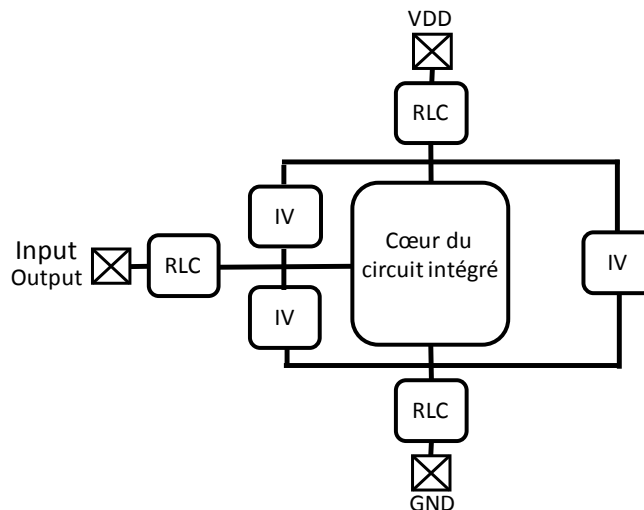 VDD
RLC
IV
Cœur du
circuit intégré
Input
Output
RLC
IV
IV
RLC
GND